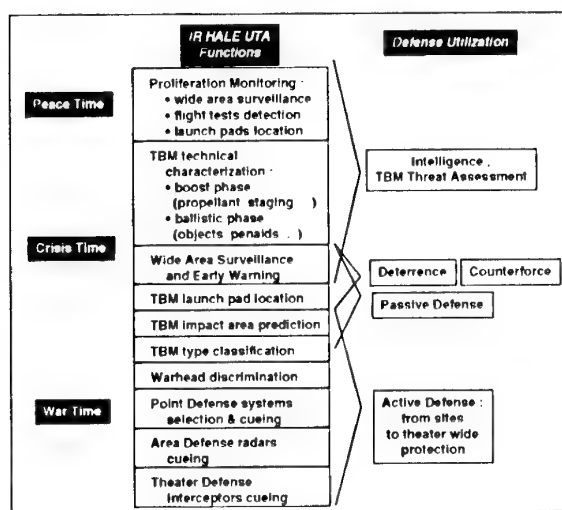 IR HALE UTA
Functions
Defense Utilization
Peace Time
Proliferation Monitoring :
• wide area surveillance
• flight tests detection
• launch pads location
TBM technical
characterization :
• boost phase
(propellant staging )
• ballistic phase
(objects penaids . )
Intelligence ,
TBM Threat Assessment
Crisis Time
Wide Area Surveillance
and Early Warning
TBM launch pad location
TBM impact area prediction
TBM type classification
Deterrence
Counterforce
Passive Defense
War Time
Warhead discrimination
Point Defense systems
selection & cueing
Area Defense radars
cueing
Theater Defense
Interceptors cueing
Active Defense :
from sites
to theater wide
protection